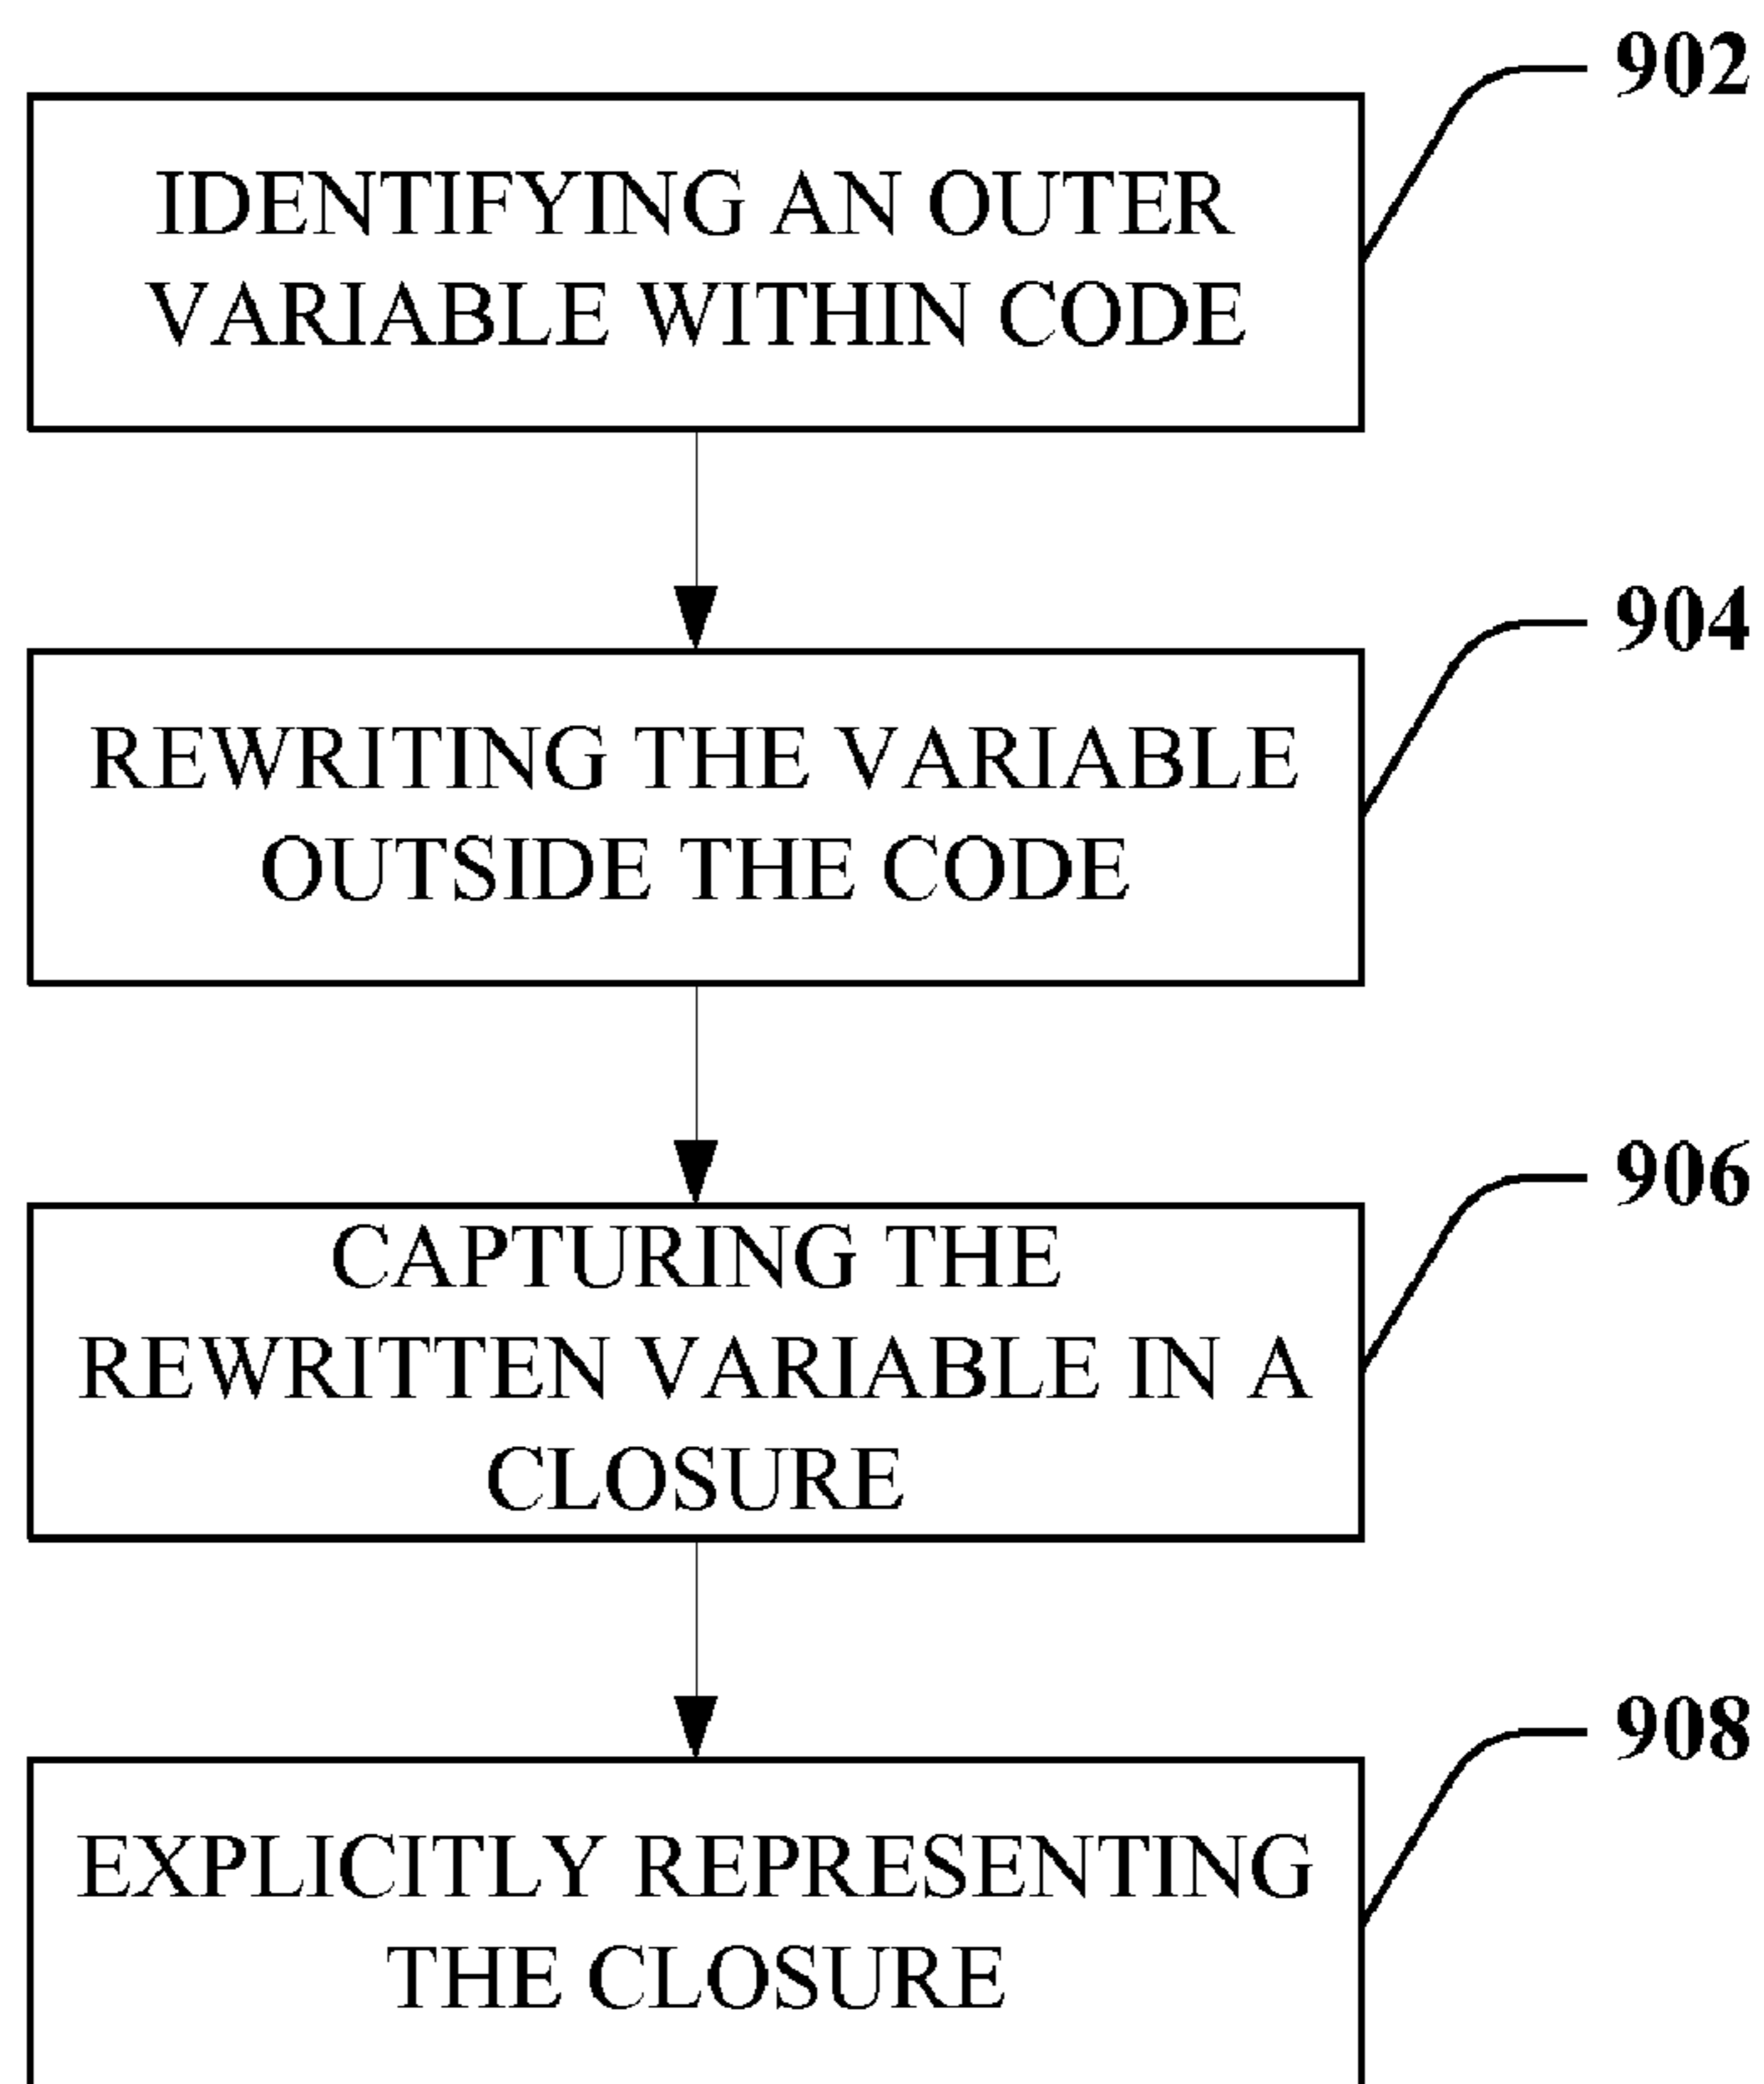 902
IDENTIFYING AN OUTER
VARIABLE WITHIN CODE
904
REWRITING THE VARIABLE
OUTSIDE THE CODE
906
CAPTURING THE
REWRITTEN VARIABLE IN A
CLOSURE
908
EXPLICITLY REPRESENTING
THE CLOSURE